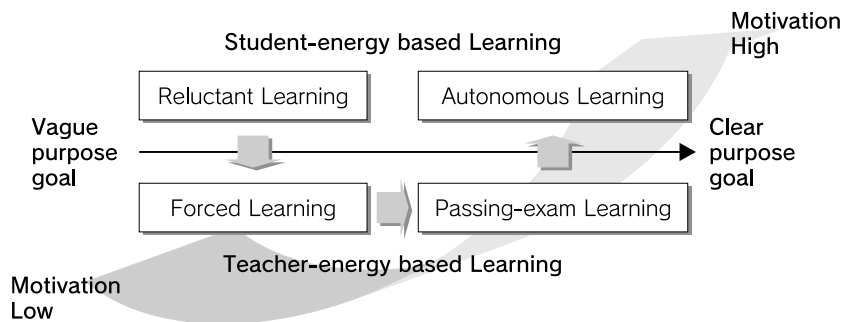 Motivation
High
Student-energy based Learning
Reluctant Learning
Autonomous Learning
Vague
purpose
goal
Clear
purpose
goal
Forced Learning
Passing-exam Learning
Teacher-energy based Learning
Motivation
Low